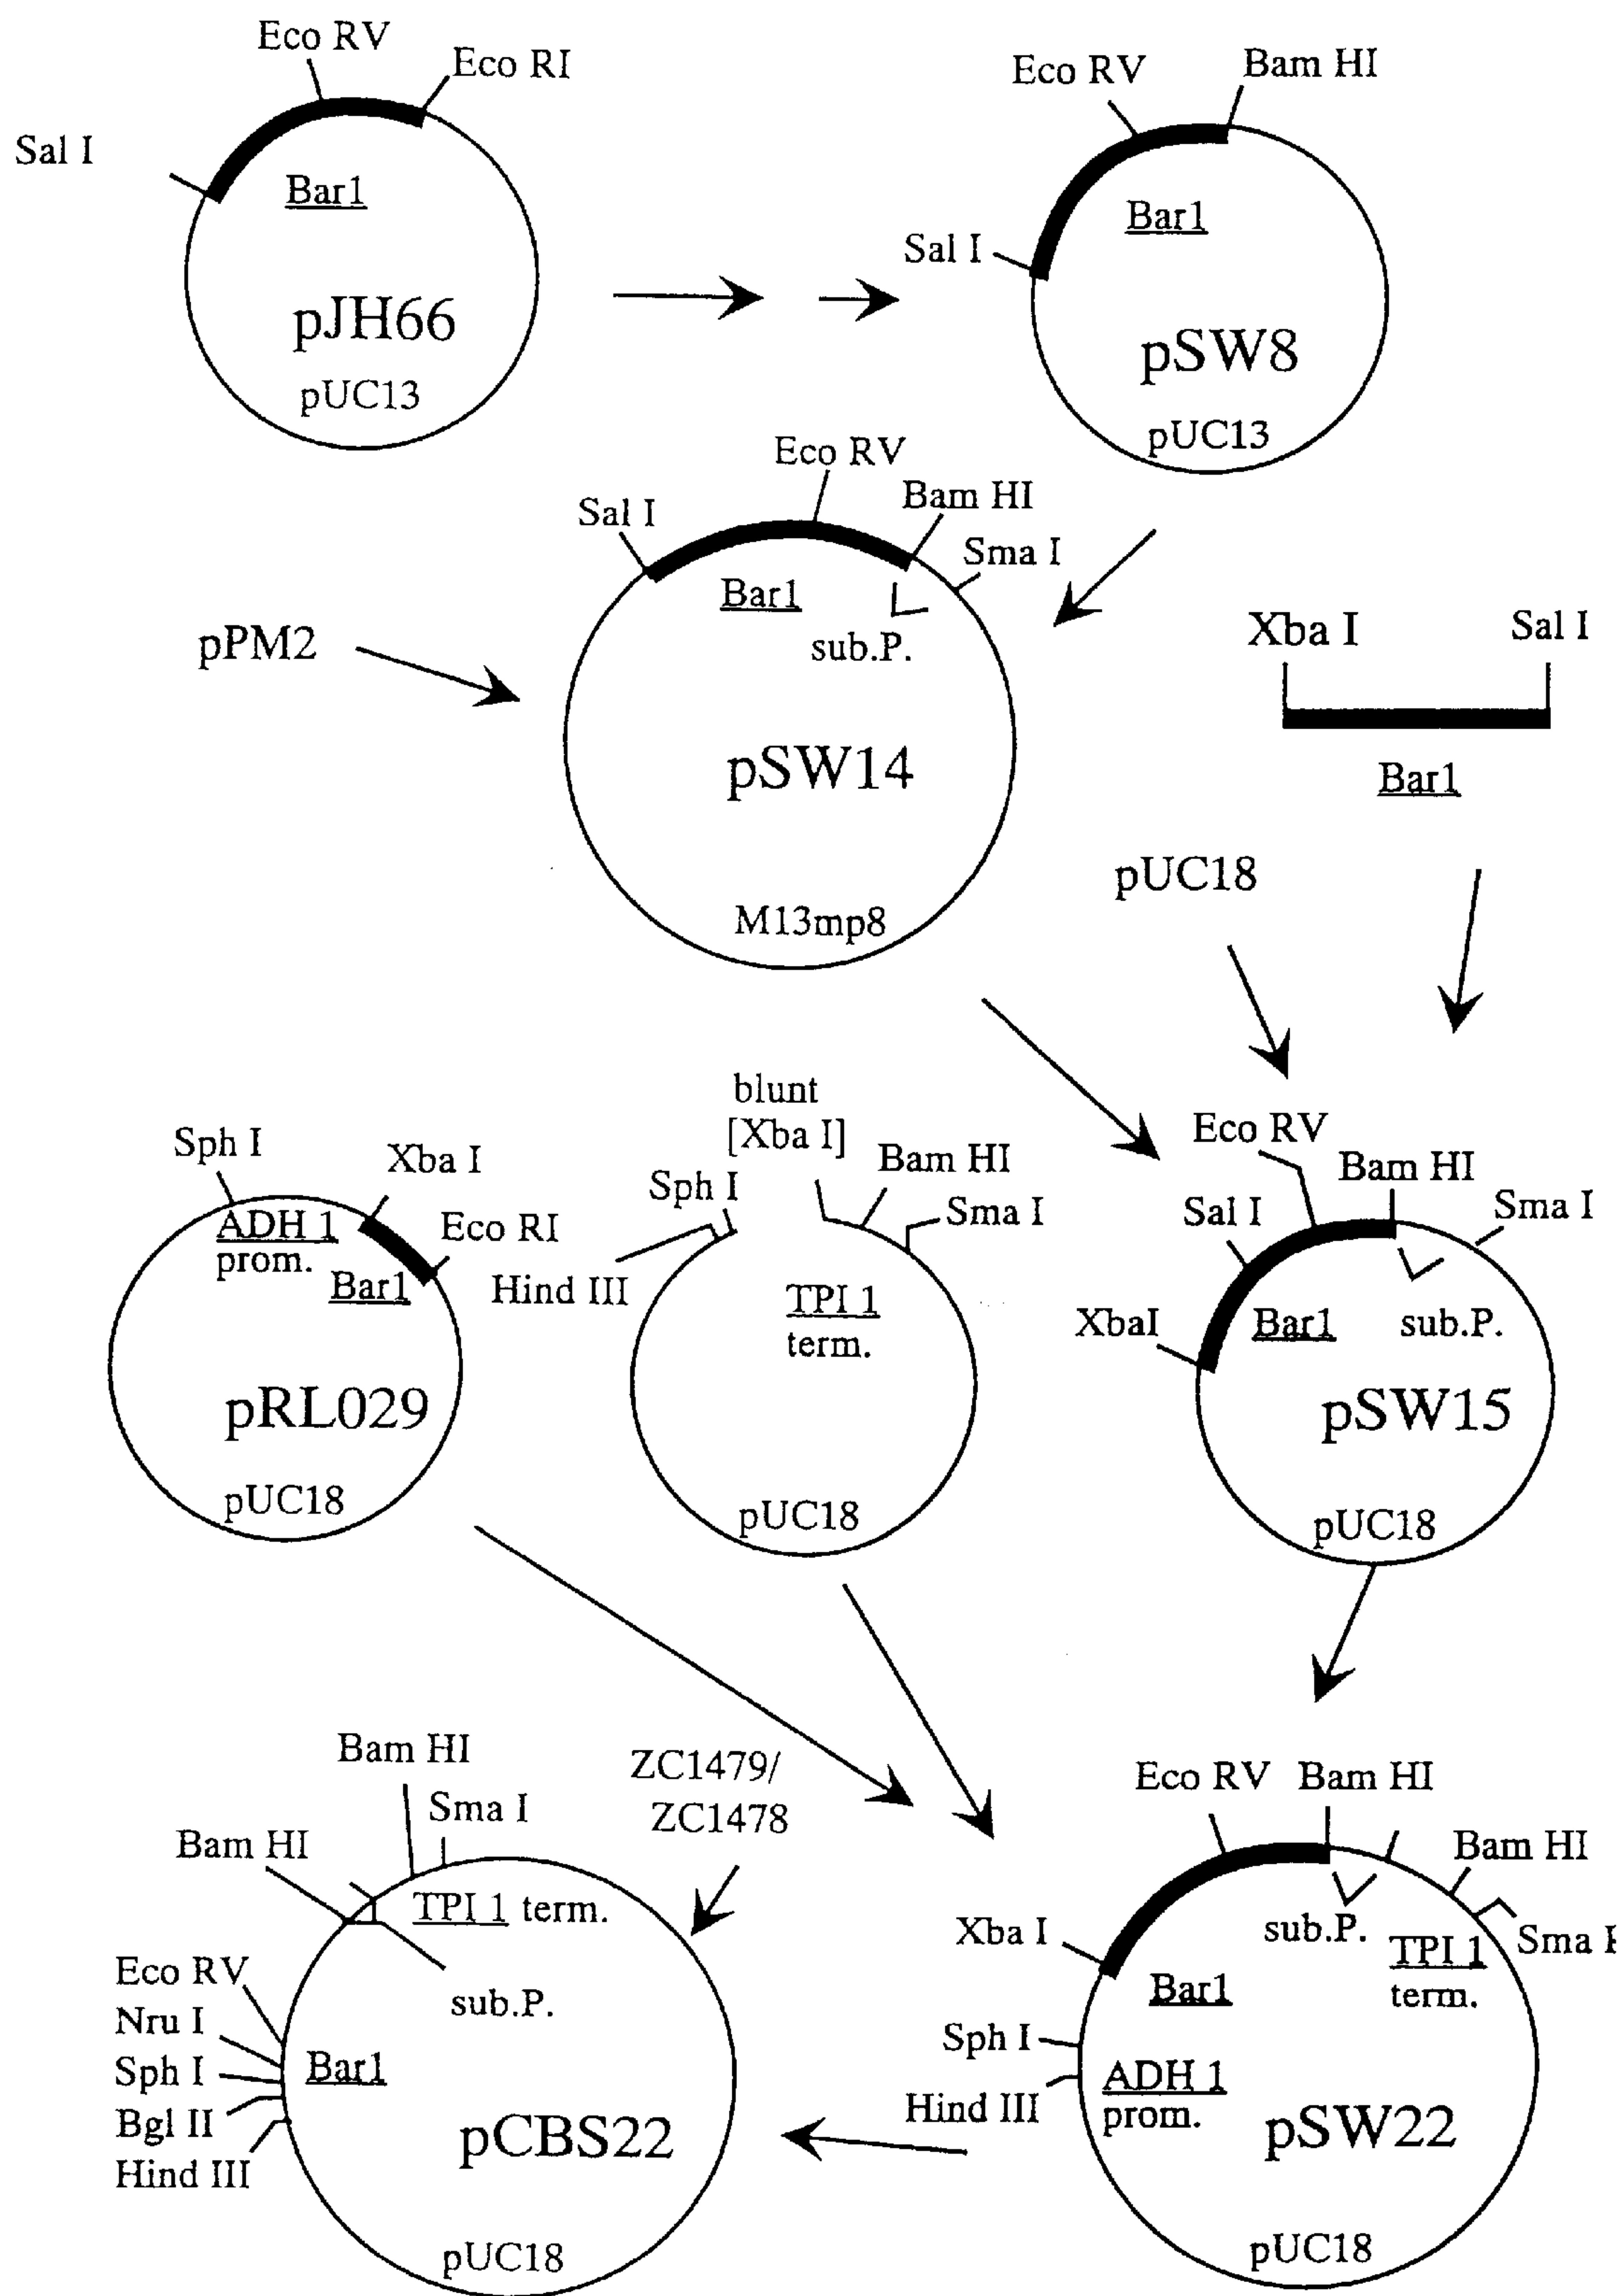 Eco RV
Eco RI
Sal I
Bar1
pJH66
pUC13
Eco RV
Bam HI
Bar1
Sal I
pSW8
pUC13
Eco RV
Sal I
Bam HI
Sma I
Bar1
sub.P.
pPM2
pSW14
M13mp8
Xba I
Sal I
Bar1
pUC18
Sph I
Xba I
ADH 1
prom.
Eco RI
Bar1
pRL029
pUC18
blunt
[Xba I]
Sph I
Bam HI
Sma I
Hind III
TPI 1
term.
pUC18
Eco RV
Bam HI
Sal I
Sma I
XbaI
Bar1
sub.P.
pSW15
pUC18
Bam HI
ZC1479/
ZC1478
Sma I
Bam HI
TPI 1 term.
Eco RV
sub.P.
Nru I
Sph I
Bar1
Bgl II
pCBS22
Hind III
pUC18
Eco RV
Bam HI
Bam HI
Xba I
sub.P.
Sma I
TPI 1
term.
Bar1
Sph I
ADH 1
prom.
Hind III
pSW22
pUC18